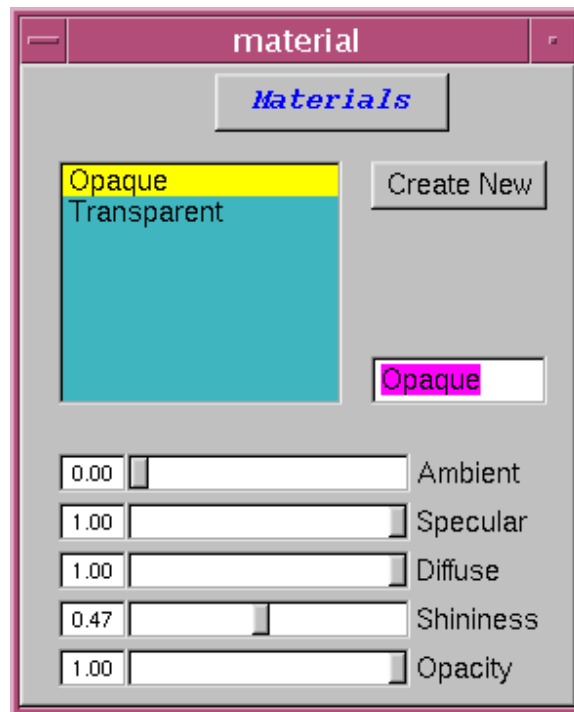 material
Materials
Opaque
Create New
Transparent
Opaque
0.00 Ambient
1.00 Specular
1.00 Diffuse
0.47 Shininess
1.00 Opacity